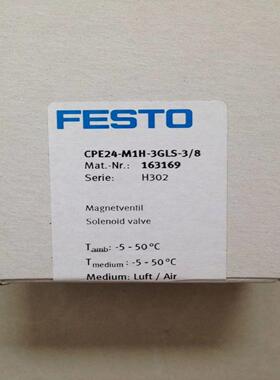 FESTO
CPE24-M1H-3GLS-3/8
Mat.-Nr.: 163169
Serie: H302
Magnetventil
Solenoid valve
Tamb: -5 - 50°C
Tmedium: -5 - 50°C
Medium: Luft / Air